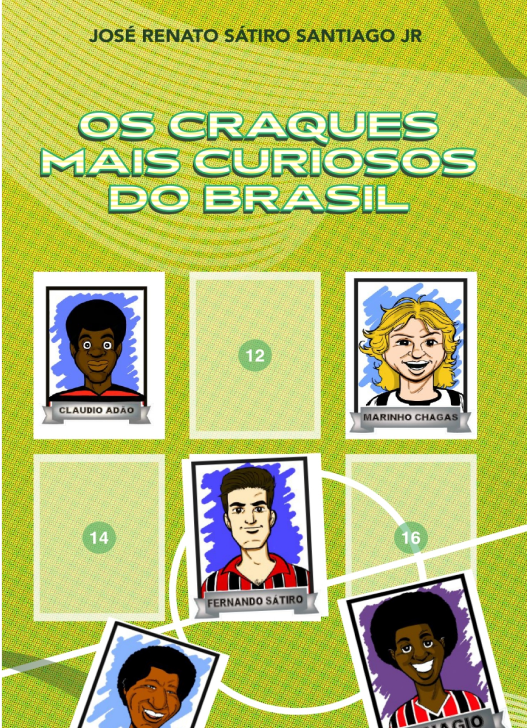 JOSÉ RENATO SÁTIRO SANTIAGO JR
OS CRAQUES
MAIS CURIOSOS
DO BRASIL
CLAUDIO ADÃO
12
MARINHO CHAGAS
14
FERNANDO SÁTIRO
16